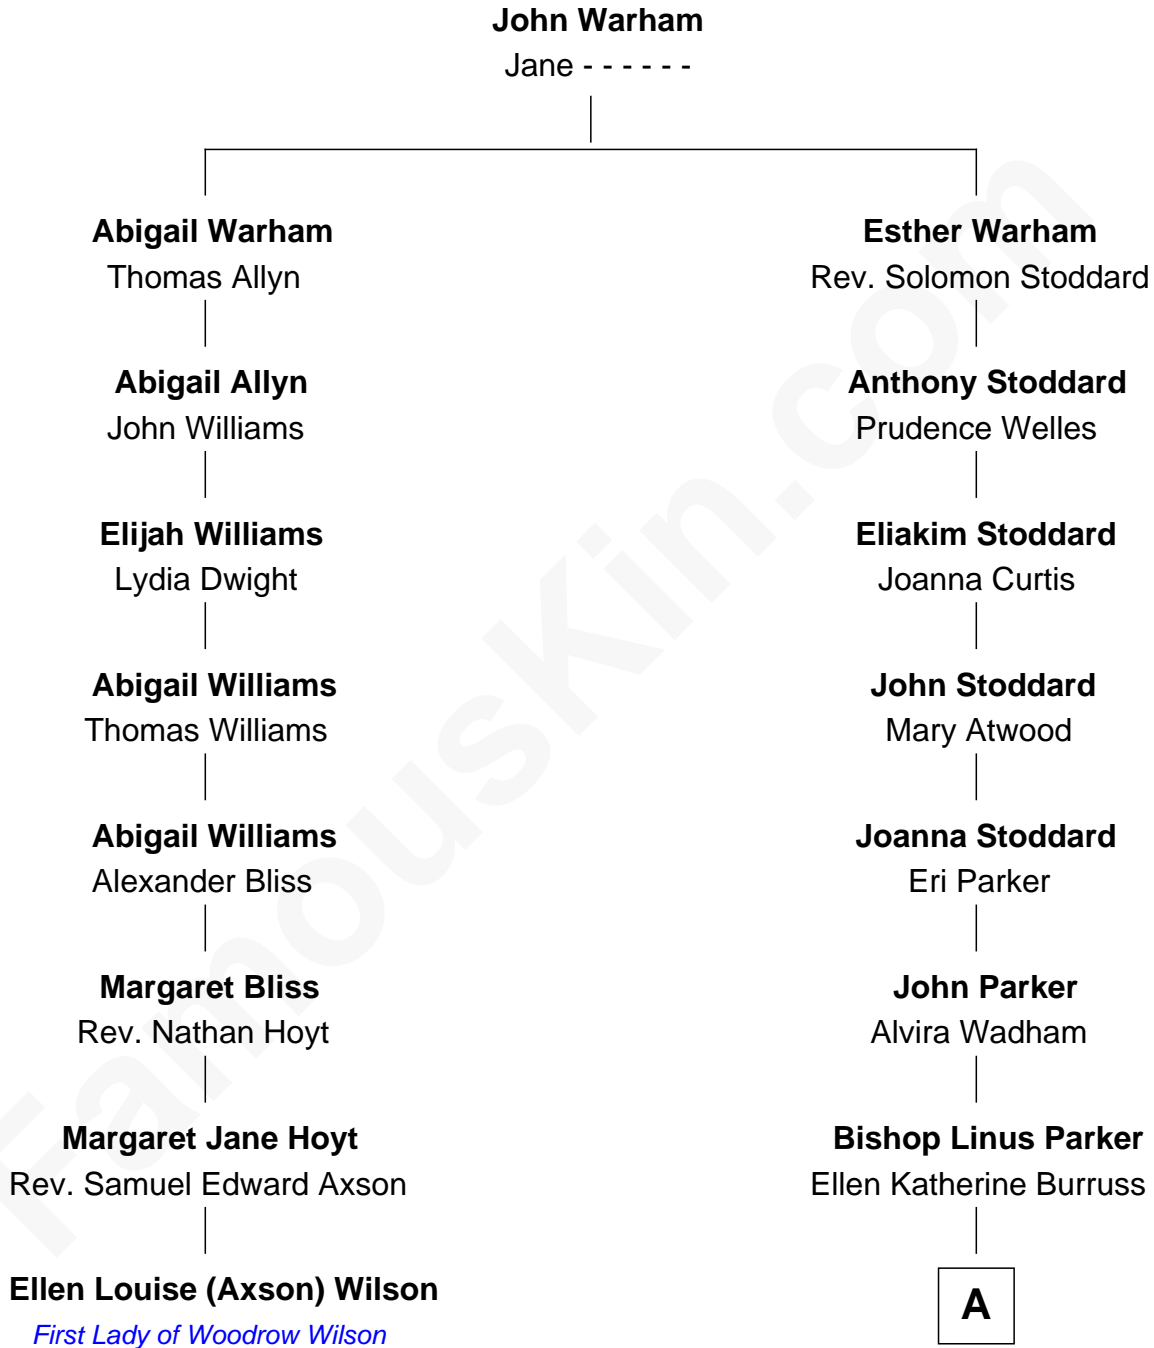 John Warham
Jane - - - - - -
Abigail Warham
Thomas Allyn
Esther Warham
Rev. Solomon Stoddard
Abigail Allyn
John Williams
Anthony Stoddard
Prudence Welles
Elijah Williams
Lydia Dwight
Eliakim Stoddard
Joanna Curtis
Abigail Williams
Thomas Williams
John Stoddard
Mary Atwood
Abigail Williams
Alexander Bliss
Joanna Stoddard
Eri Parker
Margaret Bliss
Rev. Nathan Hoyt
John Parker
Alvira Wadham
Margaret Jane Hoyt
Rev. Samuel Edward Axson
Bishop Linus Parker
Ellen Katherine Burruss
Ellen Louise (Axson) Wilson
First Lady of Woodrow Wilson
A
FamousKin.com